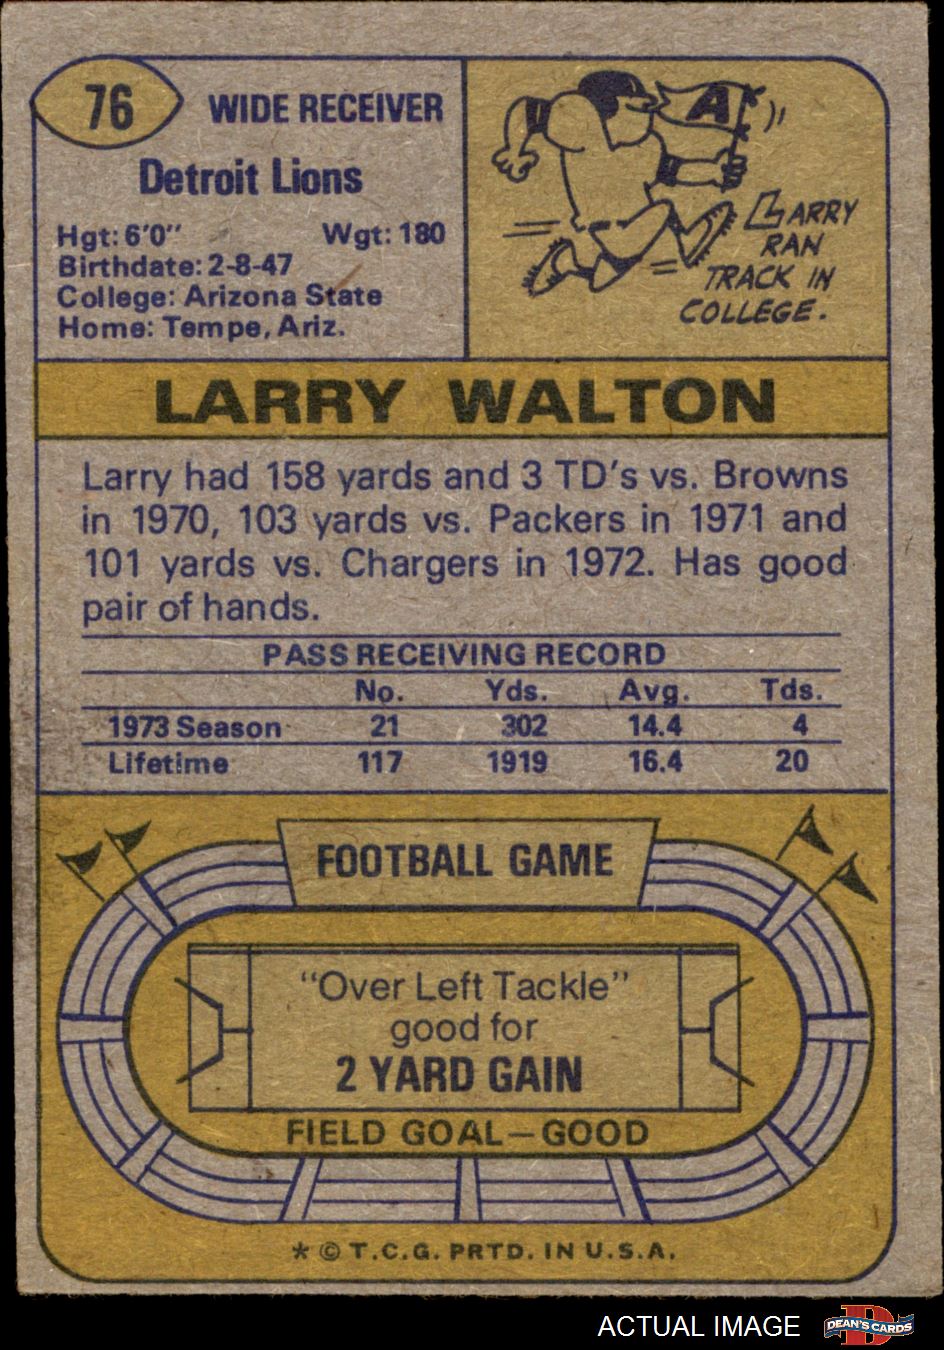 76
WIDE RECEIVER
Detroit Lions
Hgt: 6'0" Wgt: 180
Birthdate: 2-8-47
College: Arizona State
Home: Tempe, Ariz.
A
LARRY
RAN
TRACK IN
COLLEGE.
LARRY WALTON
Larry had 158 yards and 3 TD's vs. Browns
in 1970, 103 yards vs. Packers in 1971 and
101 yards vs. Chargers in 1972. Has good
pair of hands.
PASS RECEIVING RECORD
No. Yds. Avg. Tds.
1973 Season 21 302 14.4 4
Lifetime 117 1919 16.4 20
FOOTBALL GAME
"Over Left Tackle"
good for
2 YARD GAIN
FIELD GOAL—GOOD
* © T.C.G. PRTD. IN U.S.A.
ACTUAL IMAGE
D
DEAN'S CARDS